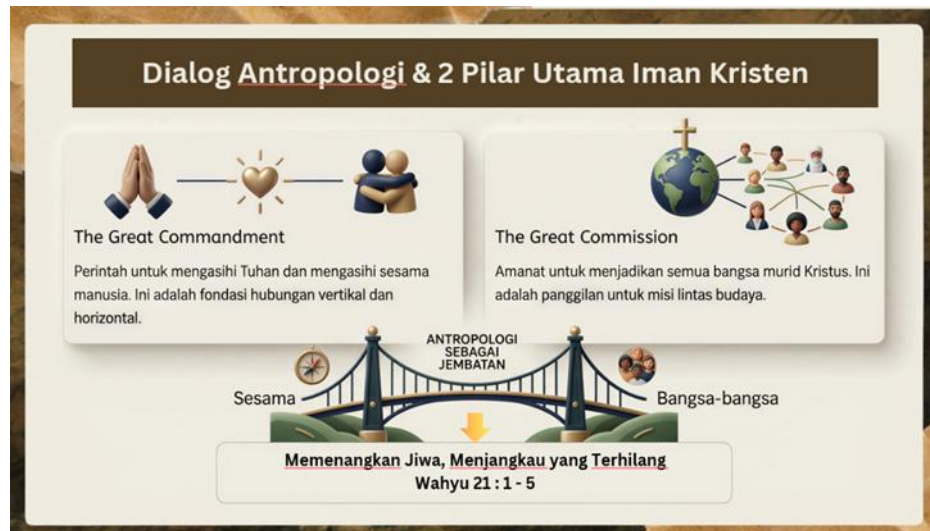 Dialog Antropologi & 2 Pilar Utama Iman Kristen
The Great Commandment
Perintah untuk mengasihi Tuhan dan mengasihi sesama
manusia. Ini adalah fondasi hubungan vertikal dan
horizontal.
The Great Commission
Amanat untuk menjadikan semua bangsa murid Kristus. Ini
adalah panggilan untuk misi lintas budaya.
ANTROPOLOGI
SEBAGAI
JEMBATAN
Sesama
Bangsa-bangsa
Memenangkan Jiwa, Menjangkau yang Terhilang
Wahyu 21 : 1 - 5